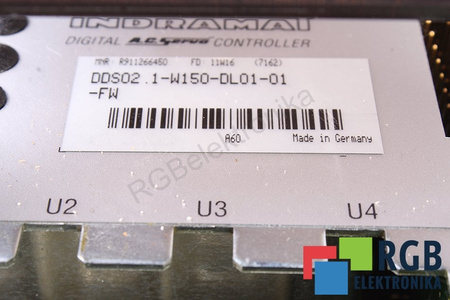 INDRAMAT
DIGITAL A.C. Servo CONTROLLER
MNR: R911266450 FD: 11W16 (7162)
DDS02.1-W150-DL01-01
-FW
A60 Made in Germany
RGBelektronika
U2 U3 U4
RGB
ELEKTRONIKA